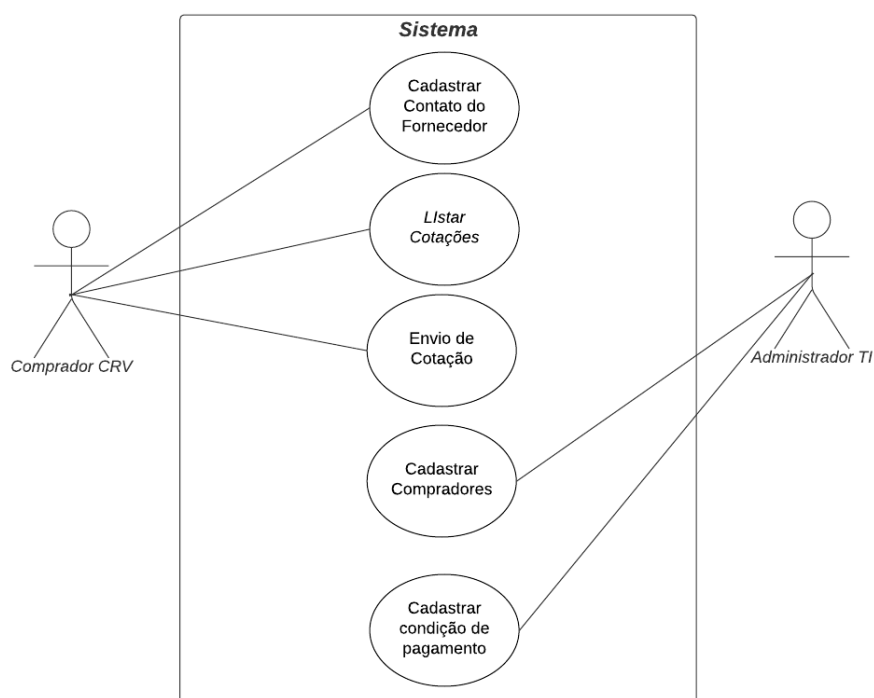 Sistema
Cadastrar
Contato do
Fornecedor
LIstar
Cotações
Envio de
Cotação
Comprador CRV
Administrador TI
Cadastrar
Compradores
Cadastrar
condição de
pagamento